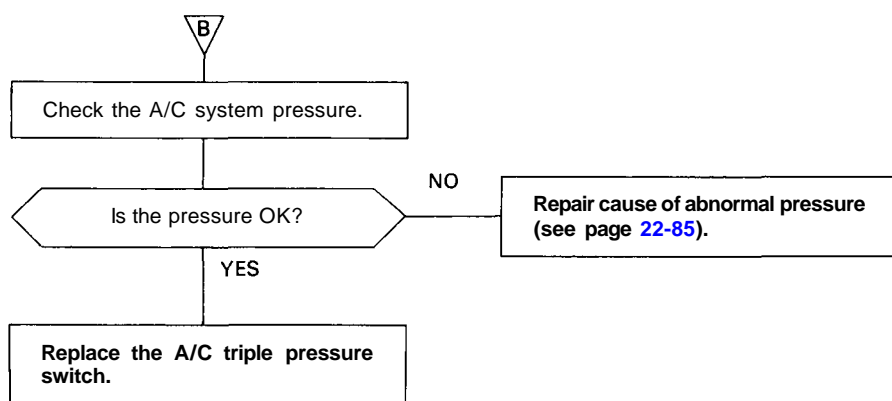 B
Check the A/C system pressure.
Is the pressure OK?
NO
Repair cause of abnormal pressure
(see page 22-85).
YES
Replace the A/C triple pressure
switch.